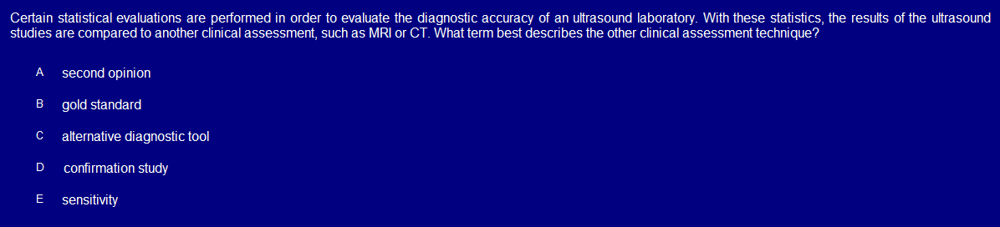 Certain statistical evaluations are performed in order to evaluate the diagnostic accuracy of an ultrasound laboratory. With these statistics, the results of the ultrasound
studies are compared to another clinical assessment, such as MRI or CT. What term best describes the other clinical assessment technique?
A second opinion
B gold standard
C alternative diagnostic tool
D confirmation study
E sensitivity